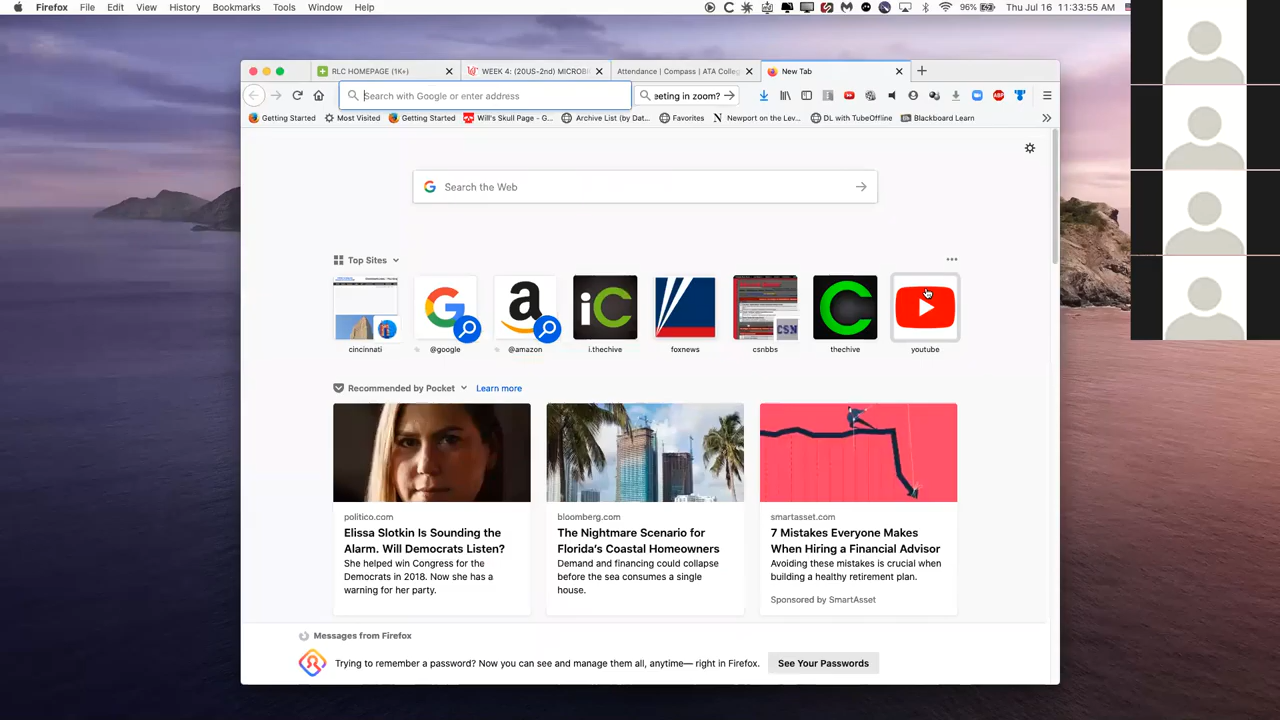 Firefox File Edit View History Bookmarks Tools Window Help 96% Thu Jul 16 11:33:55 AM
RLC HOMEPAGE (1K+) WEEK 4: (20US-2nd) MICROBI Attendance | Compass | ATA Colleg New Tab
Search with Google or enter address eeting in zoom? ABP
Getting Started Most Visited Getting Started Will's Skull Page - G... Archive List (by Dat... Favorites Newport on the Lev... DL with TubeOffline Blackboard Learn
Search the Web
Top Sites
iC CSN
cincinnati @google @amazon i.thechive foxnews csnbbs thechive youtube
Recommended by Pocket Learn more
politico.com
Elissa Slotkin Is Sounding the
Alarm. Will Democrats Listen?
She helped win Congress for the
Democrats in 2018. Now she has a
warning for her party.
bloomberg.com
The Nightmare Scenario for
Florida's Coastal Homeowners
Demand and financing could collapse
before the sea consumes a single
house.
smartasset.com
7 Mistakes Everyone Makes
When Hiring a Financial Advisor
Avoiding these mistakes is crucial when
building a healthy retirement plan.
Sponsored by SmartAsset
Messages from Firefox
Trying to remember a password? Now you can see and manage them all, anytime— right in Firefox. See Your Passwords